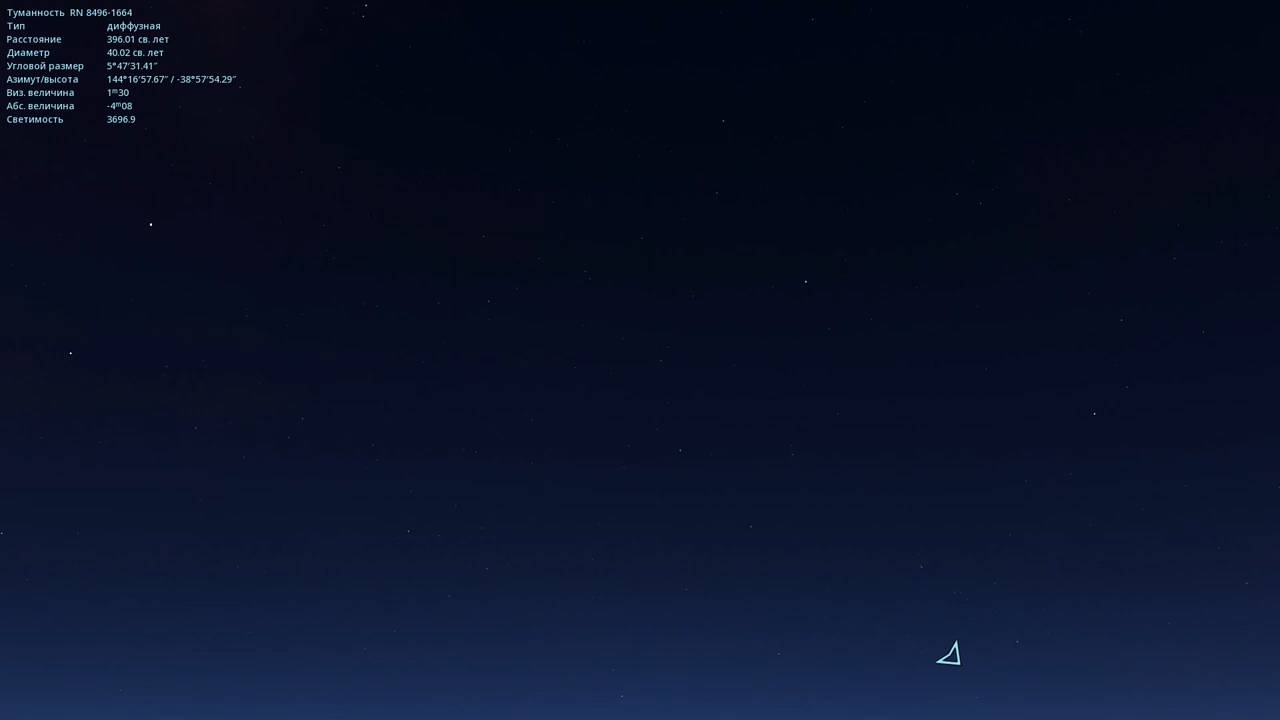 Туманность RN 8496-1664
Тип диффузная
Расстояние 396.01 св. лет
Диаметр 40.02 св. лет
Угловой размер 5°47′31.41″
Азимут/высота 144°16′57.67″ / -38°57′54.29″
Виз. величина 1ᵐ30
Абс. величина -4ᵐ08
Светимость 3696.9